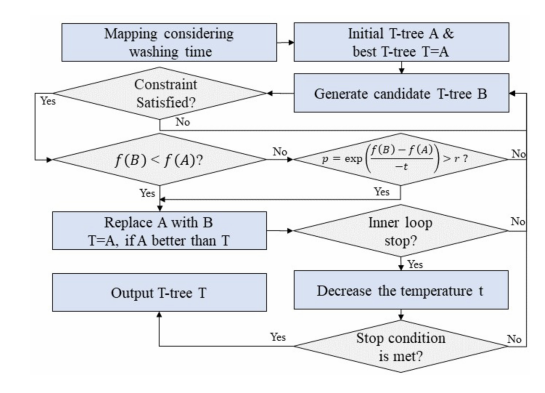 Mapping considering
washing time
Initial T-tree A &
best T-tree T=A
Constraint
Satisfied?
Generate candidate T-tree B
Yes
No
f(B) < f(A)?
No
p = exp((f(B) − f(A))/−t) > r ?
No
Yes
Yes
Replace A with B
T=A, if A better than T
Inner loop
stop?
No
Yes
Output T-tree T
Decrease the temperature t
Yes
Stop condition
is met?
No